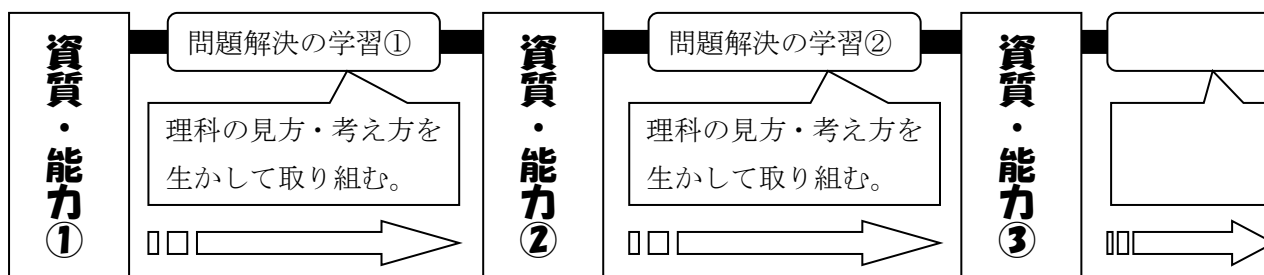 資質・能力①
問題解決の学習①
理科の見方・考え方を
生かして取り組む。
資質・能力②
問題解決の学習②
理科の見方・考え方を
生かして取り組む。
資質・能力③